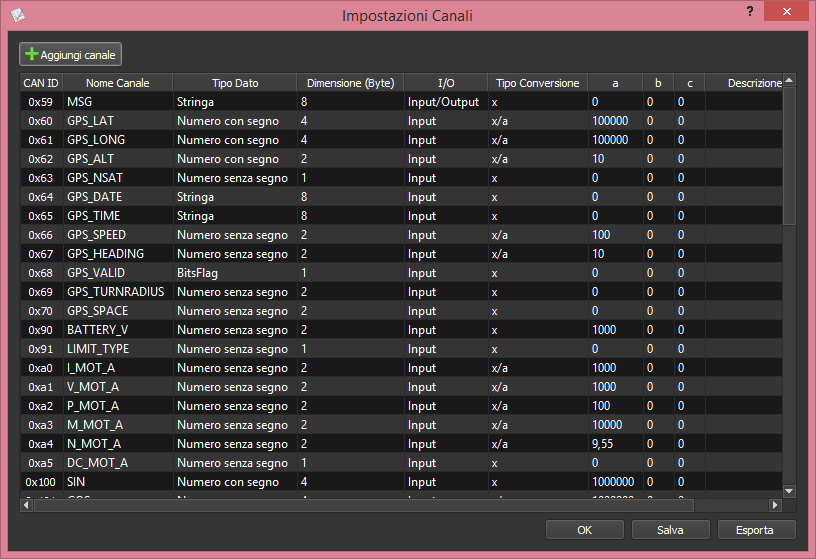 Impostazioni Canali
?
Aggiungi canale
CAN ID Nome Canale Tipo Dato Dimensione (Byte) I/O Tipo Conversione a b c Descrizione
0x59 MSG Stringa 8 Input/Output x 0 0 0
0x60 GPS_LAT Numero con segno 4 Input x/a 100000 0 0
0x61 GPS_LONG Numero con segno 4 Input x/a 100000 0 0
0x62 GPS_ALT Numero con segno 2 Input x/a 10 0 0
0x63 GPS_NSAT Numero senza segno 1 Input x 0 0 0
0x64 GPS_DATE Stringa 8 Input x 0 0 0
0x65 GPS_TIME Stringa 8 Input x 0 0 0
0x66 GPS_SPEED Numero senza segno 2 Input x/a 100 0 0
0x67 GPS_HEADING Numero senza segno 2 Input x/a 10 0 0
0x68 GPS_VALID BitsFlag 1 Input x 0 0 0
0x69 GPS_TURNRADIUS Numero senza segno 2 Input x 0 0 0
0x70 GPS_SPACE Numero senza segno 2 Input x 0 0 0
0x90 BATTERY_V Numero senza segno 2 Input x 1000 0 0
0x91 LIMIT_TYPE Numero senza segno 1 Input x 0 0 0
0xa0 I_MOT_A Numero senza segno 2 Input x/a 1000 0 0
0xa1 V_MOT_A Numero senza segno 2 Input x/a 1000 0 0
0xa2 P_MOT_A Numero senza segno 2 Input x/a 100 0 0
0xa3 M_MOT_A Numero senza segno 2 Input x/a 10000 0 0
0xa4 N_MOT_A Numero senza segno 2 Input x/a 9,55 0 0
0xa5 DC_MOT_A Numero senza segno 1 Input x 0 0 0
0x100 SIN Numero con segno 4 Input x 1000000 0 0
OK Salva Esporta